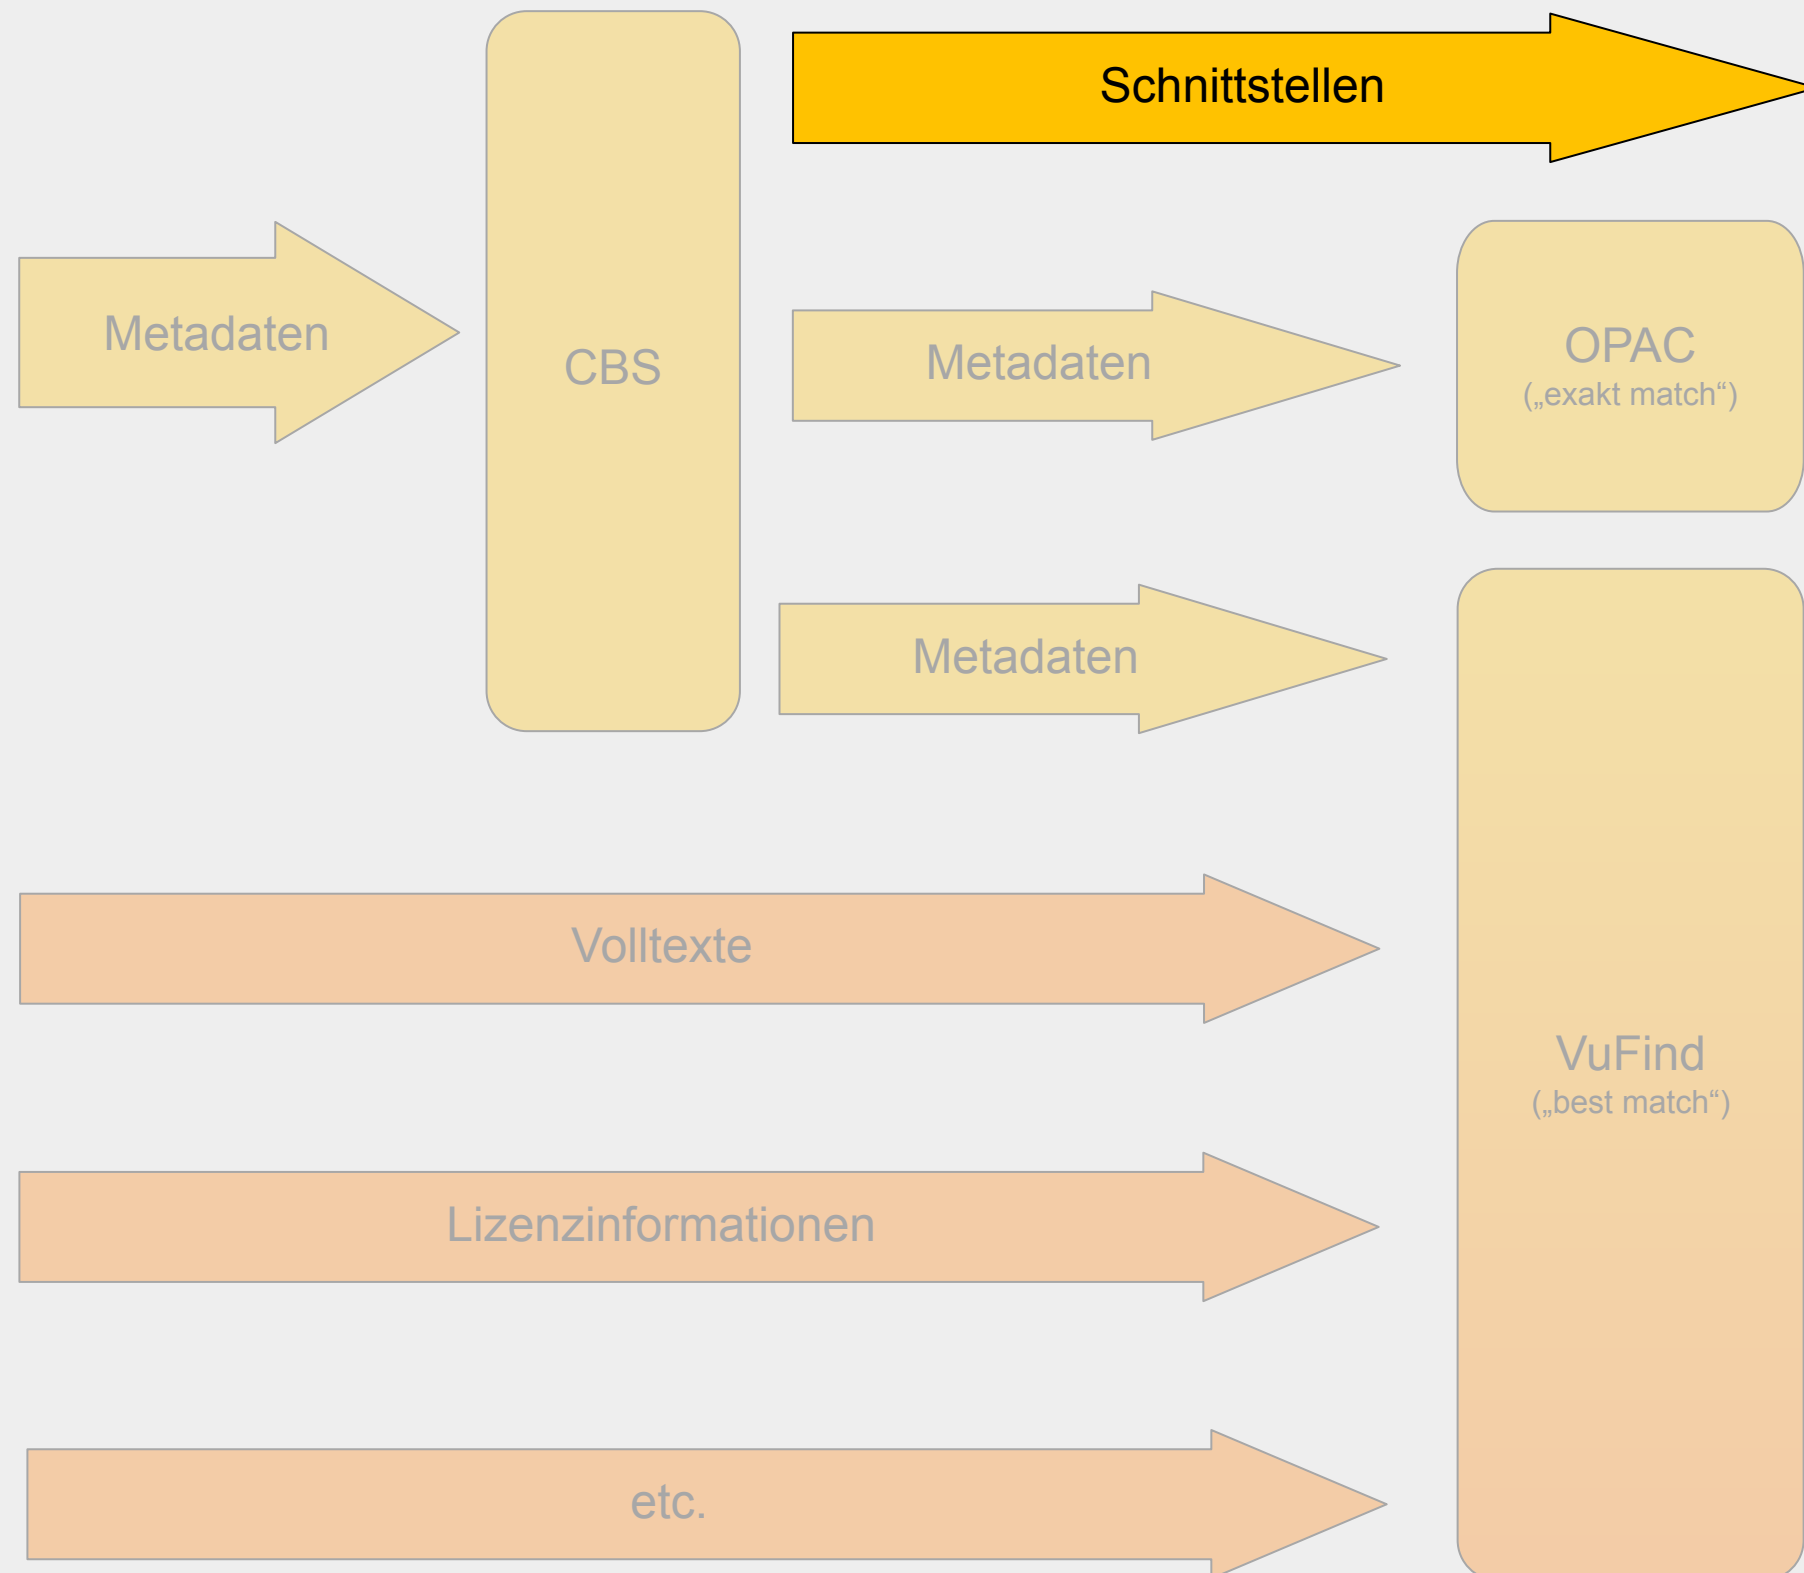 Schnittstellen
Metadaten
CBS
Metadaten
OPAC
(„exakt match“)
Metadaten
Volltexte
VuFind
(„best match“)
Lizenzinformationen
etc.